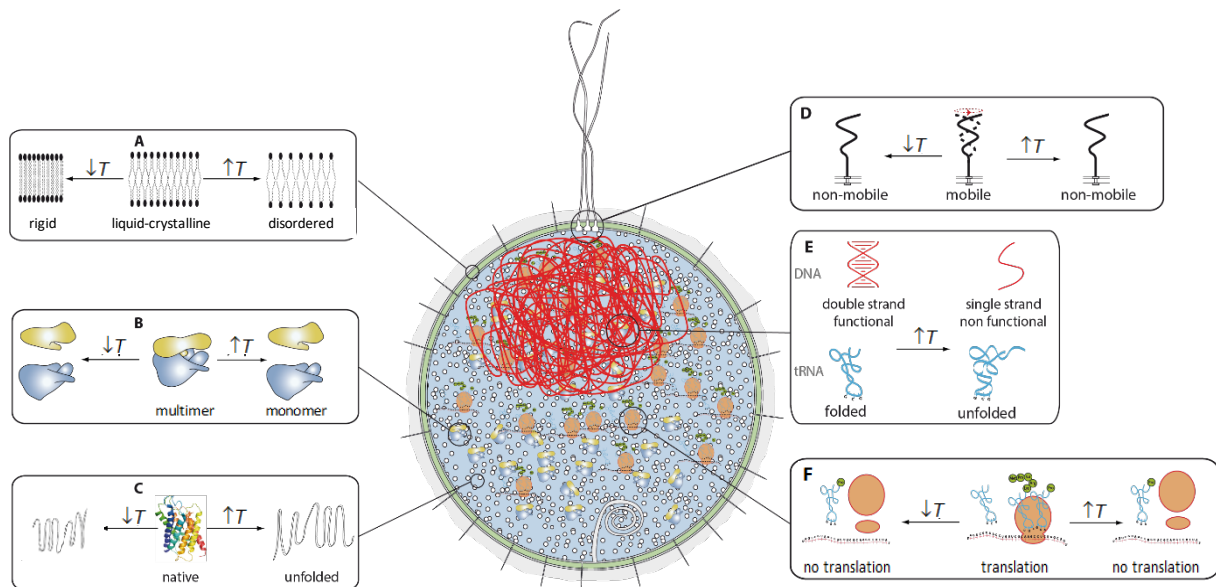 A
↓T
↑T
rigid
liquid-crystalline
disordered
B
↓T
↑T
multimer
monomer
C
↓T
↑T
native
unfolded
D
↓T
↑T
non-mobile
mobile
non-mobile
E
DNA
double strand
functional
single strand
non functional
↑T
tRNA
folded
unfolded
F
↓T
↑T
no translation
translation
no translation